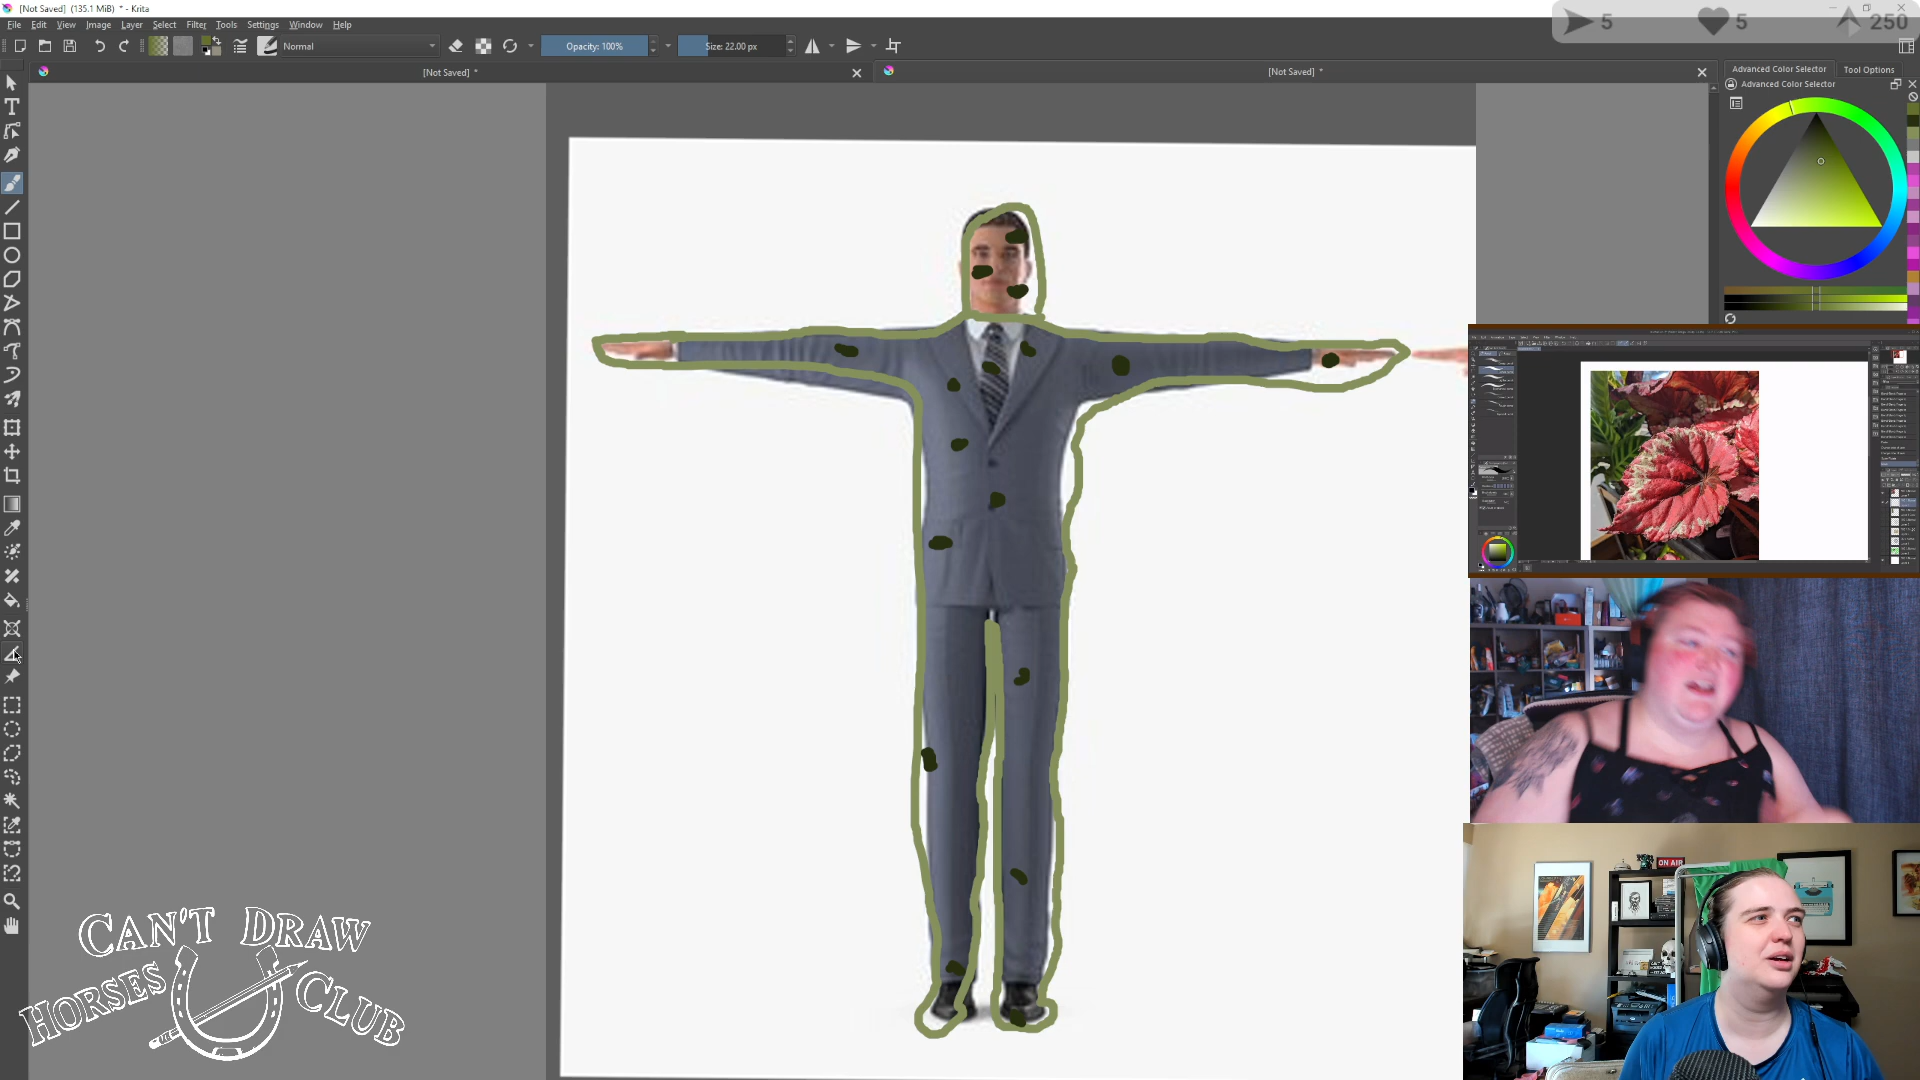 [Not Saved] (135.1 MiB) * - Krita
File Edit View Image Layer Select Filter Tools Settings Window Help
Normal
Opacity: 100%
Size: 22.00 px
5
5
250
[Not Saved] *
[Not Saved] *
Advanced Color Selector
Tool Options
Advanced Color Selector
ON AIR
CAN'T DRAW
HORSES CLUB